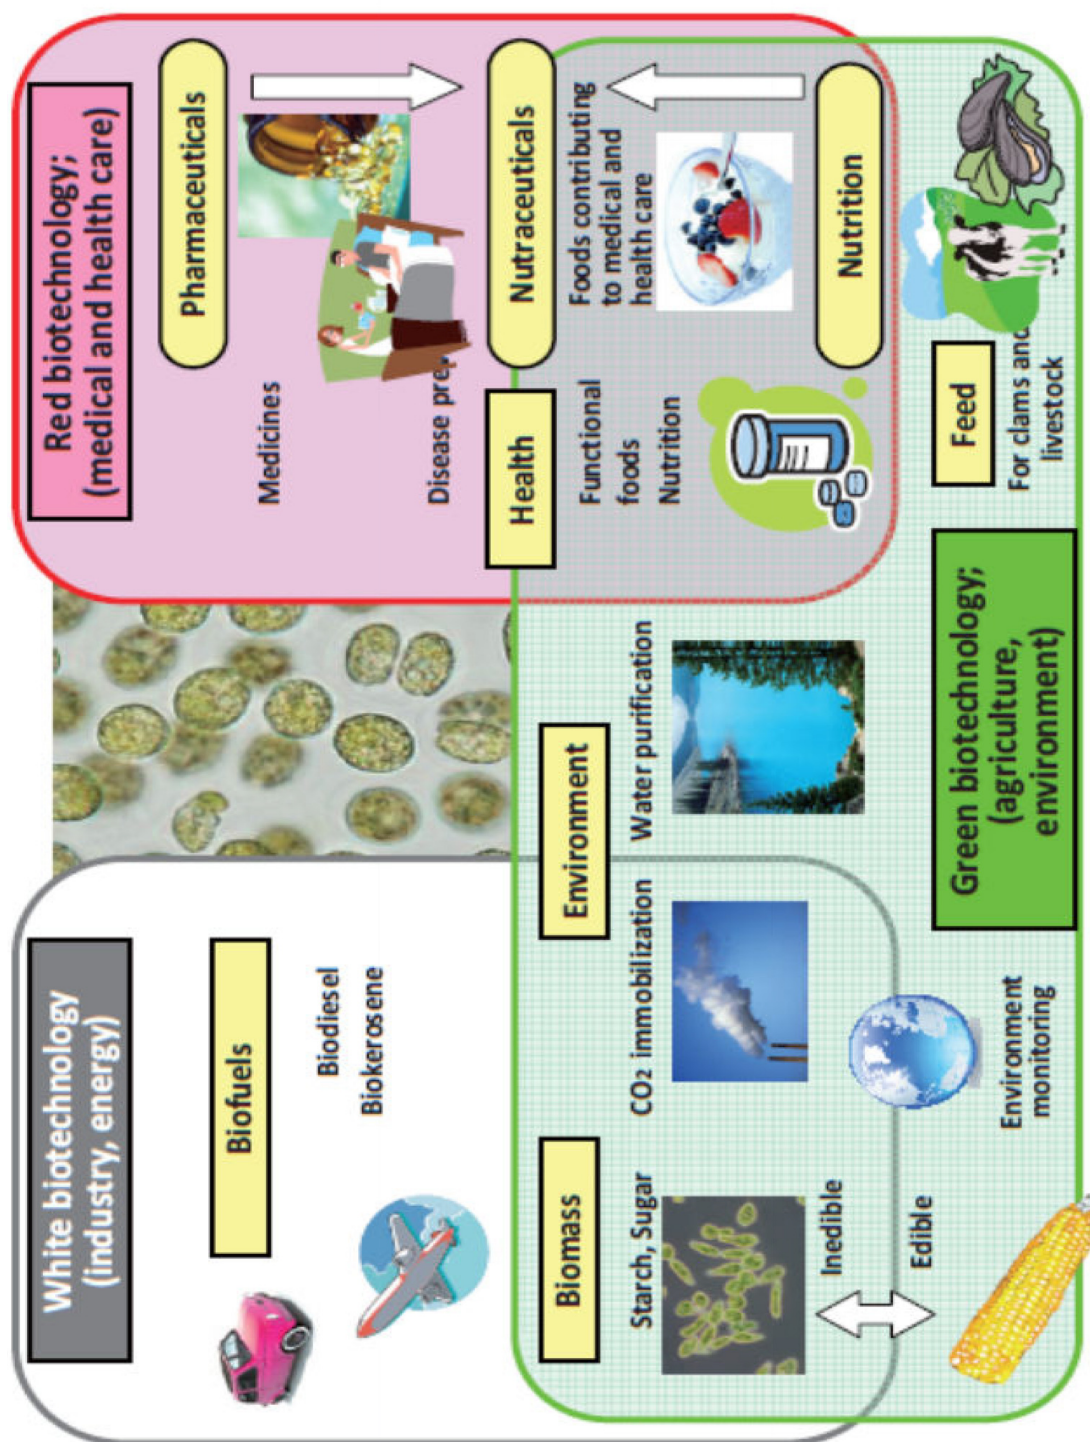 White biotechnology
(industry, energy)
Biofuels
Biodiesel
Biokerosene
Red biotechnology;
(medical and health care)
Pharmaceuticals
Medicines
Disease pre
Health
Nutraceuticals
Functional
foods
Nutrition
Foods contributing
to medical and
health care
Nutrition
Biomass
Starch, Sugar
Inedible
Edible
Environment
CO2 immobilization
Water purification
Environment
monitoring
Green biotechnology;
(agriculture,
environment)
Feed
For clams and
livestock